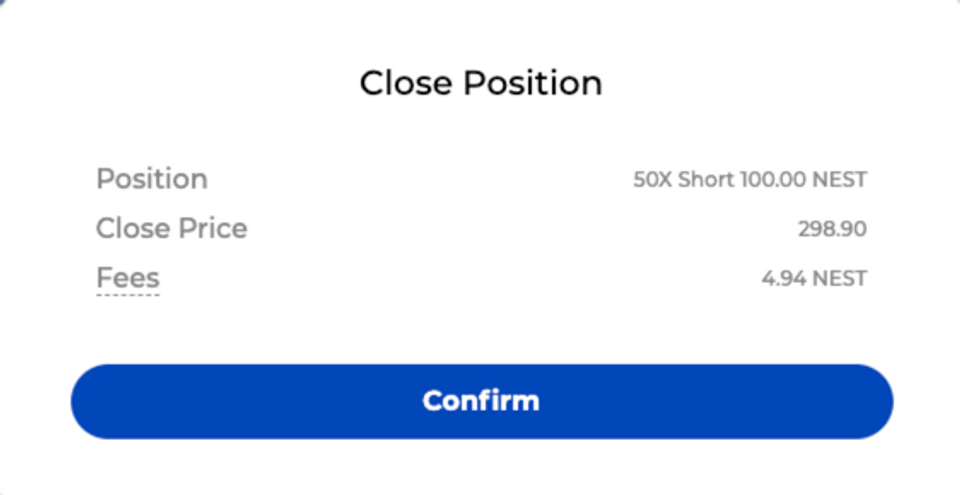 Close Position
Position 50X Short 100.00 NEST
Close Price 298.90
Fees 4.94 NEST
Confirm